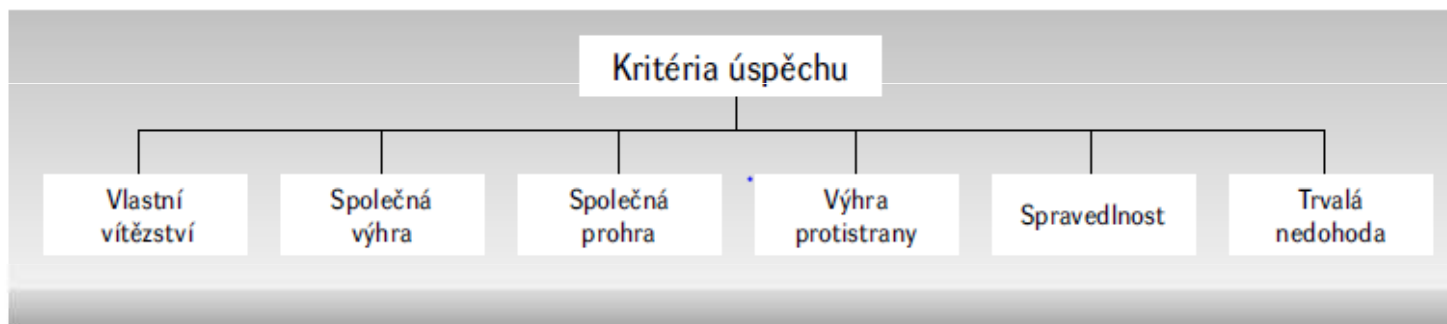 Kritéria úspěchu
Vlastní
vítězství
Společná
výhra
Společná
prohra
Výhra
protistrany
Spravedlnost
Trvalá
nedohoda